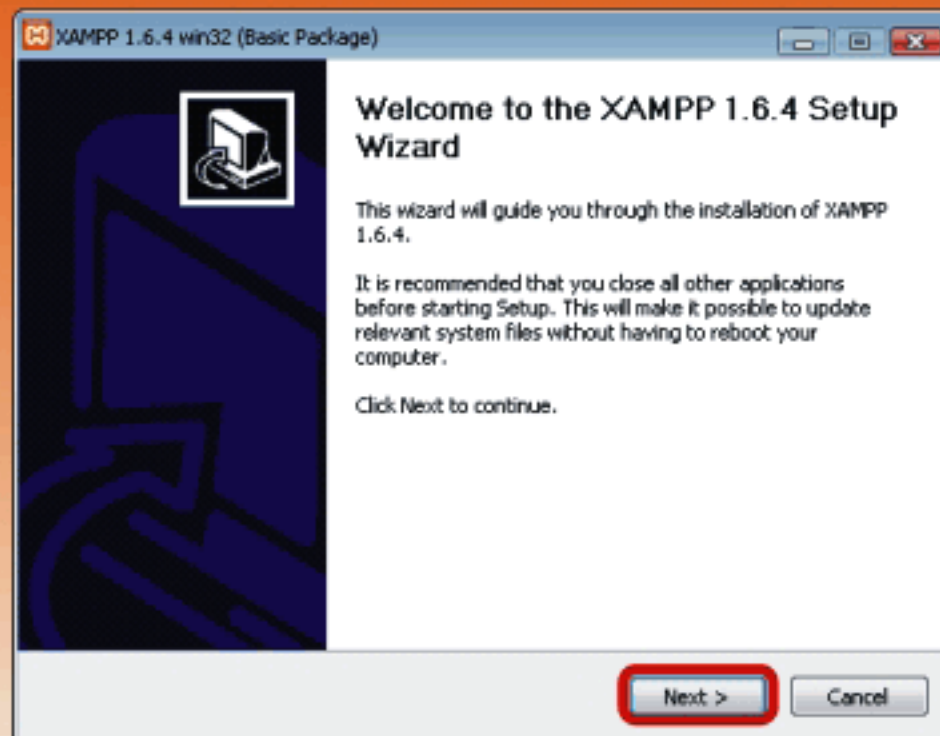 XAMPP 1.6.4 win32 (Basic Package)
Welcome to the XAMPP 1.6.4 Setup
Wizard
This wizard will guide you through the installation of XAMPP
1.6.4.
It is recommended that you close all other applications
before starting Setup. This will make it possible to update
relevant system files without having to reboot your
computer.
Click Next to continue.
Next >
Cancel